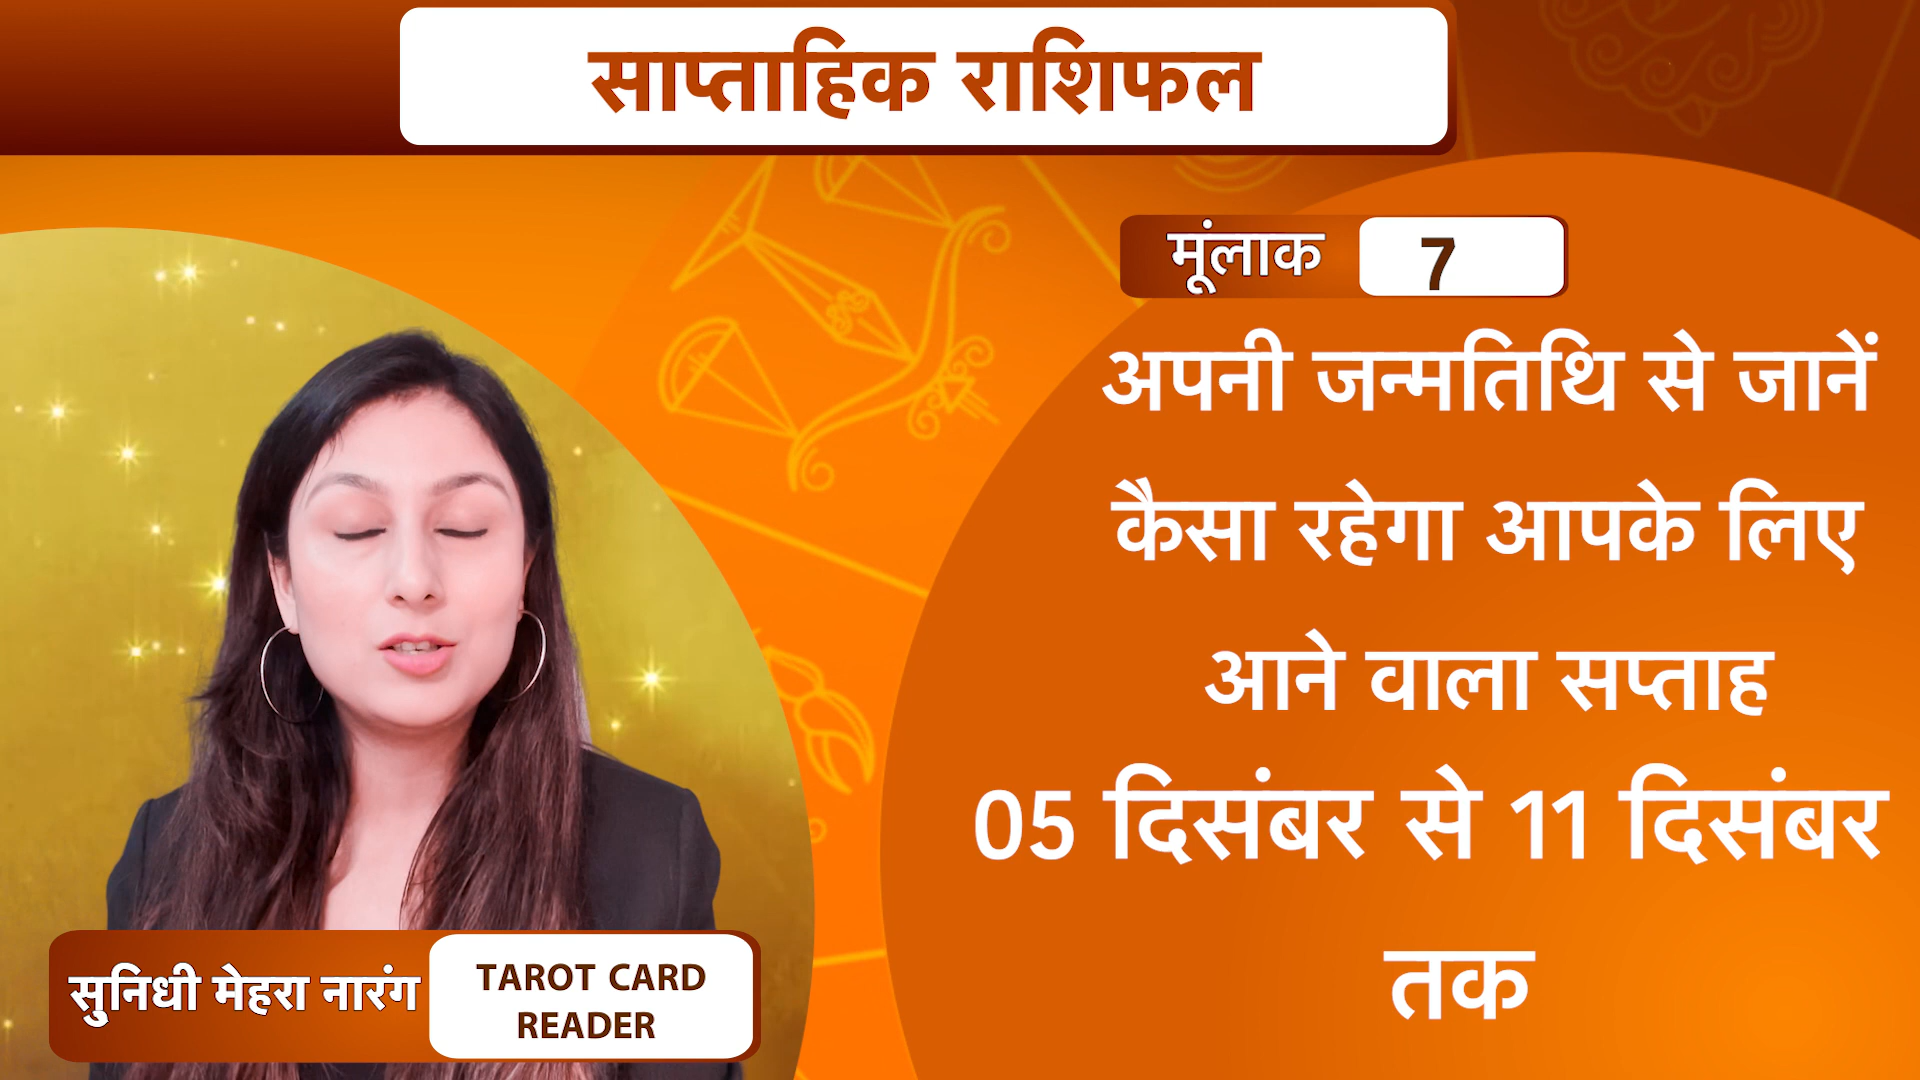 साप्ताहिक राशिफल
मूंलाक 7
अपनी जन्मतिथि से जानें
कैसा रहेगा आपके लिए
आने वाला सप्ताह
05 दिसंबर से 11 दिसंबर
तक
सुनिधी मेहरा नारंग
TAROT CARD
READER